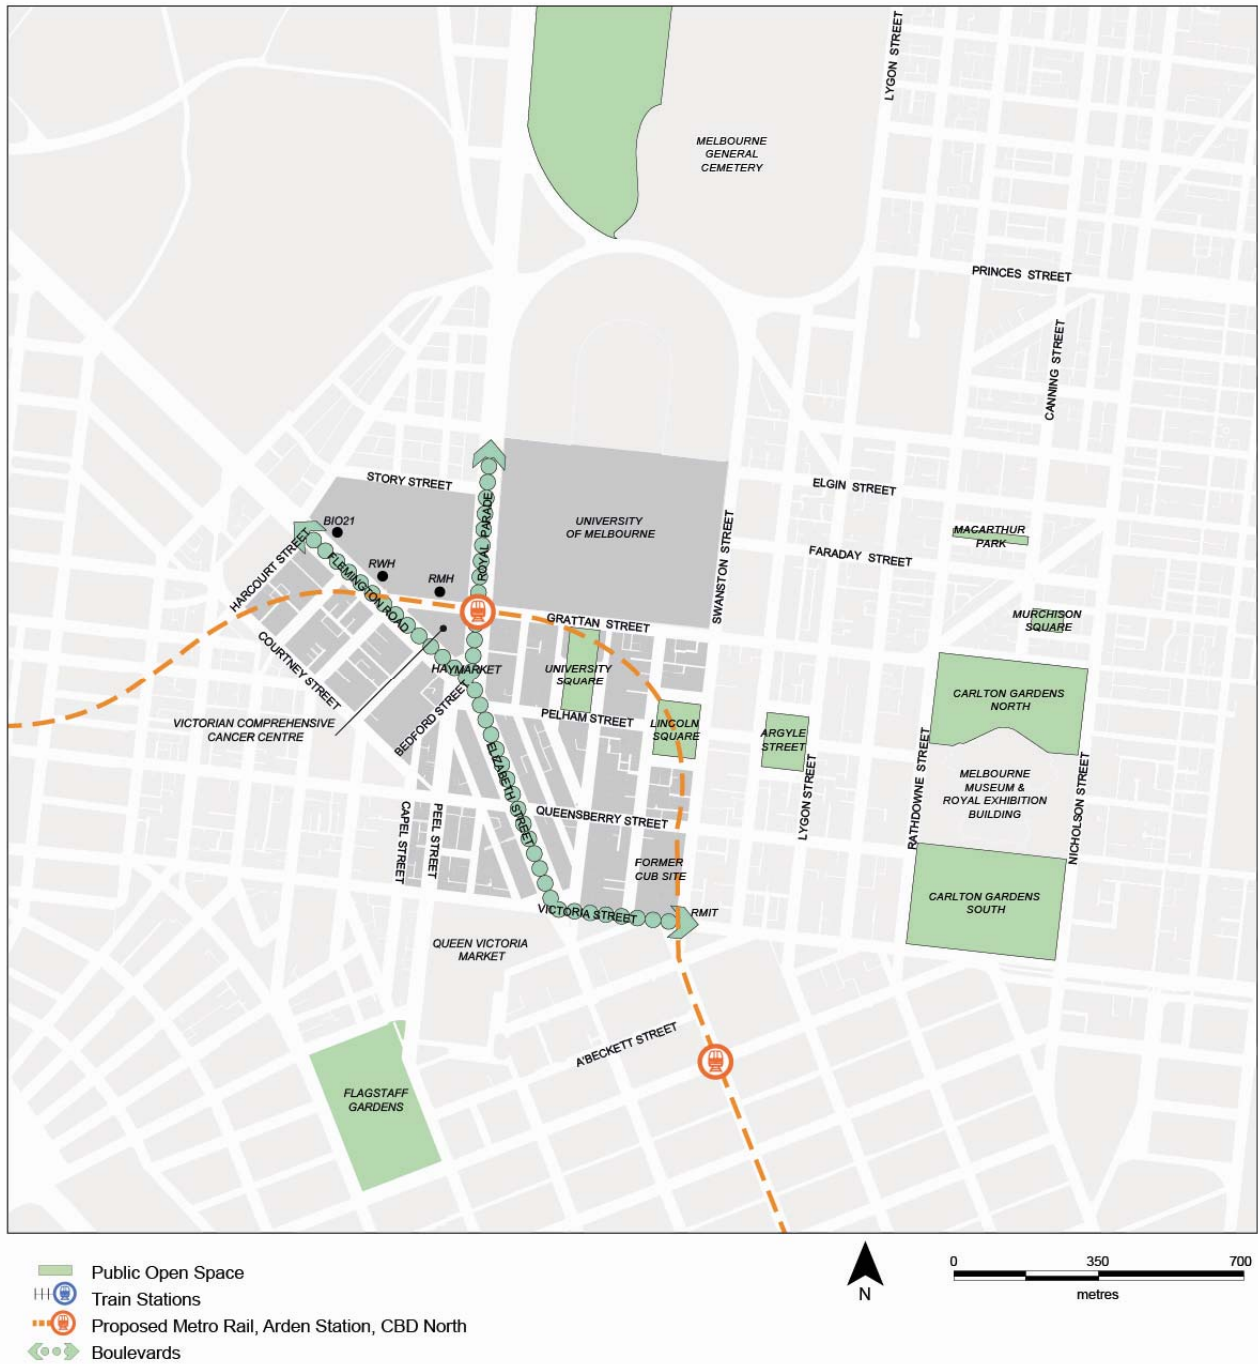 LYGON STREET
MELBOURNE
GENERAL
CEMETERY
PRINCES STREET
CANNING STREET
STORY STREET
ELGIN STREET
BIO21
UNIVERSITY
OF MELBOURNE
ROYAL PARADE
SWANSTON STREET
MACARTHUR
PARK
HARCOURT STREET
FLEMINGTON ROAD
RWH
RMH
FARADAY STREET
GRATTAN STREET
MURCHISON
SQUARE
COURTNEY STREET
HAYMARKET
UNIVERSITY
SQUARE
CARLTON GARDENS
NORTH
BEDFORD STREET
PELHAM STREET
LINCOLN
SQUARE
ARGYLE
STREET
VICTORIAN COMPREHENSIVE
CANCER CENTRE
ELIZABETH STREET
LYGON STREET
RATHDOWNE STREET
MELBOURNE
MUSEUM &
ROYAL EXHIBITION
BUILDING
NICHOLSON STREET
CAPEL STREET
PEEL STREET
QUEENSBERRY STREET
FORMER
CUB SITE
CARLTON GARDENS
SOUTH
VICTORIA STREET
RMIT
QUEEN VICTORIA
MARKET
A'BECKETT STREET
FLAGSTAFF
GARDENS
Public Open Space
Train Stations
Proposed Metro Rail, Arden Station, CBD North
Boulevards
N
0 350 700
metres